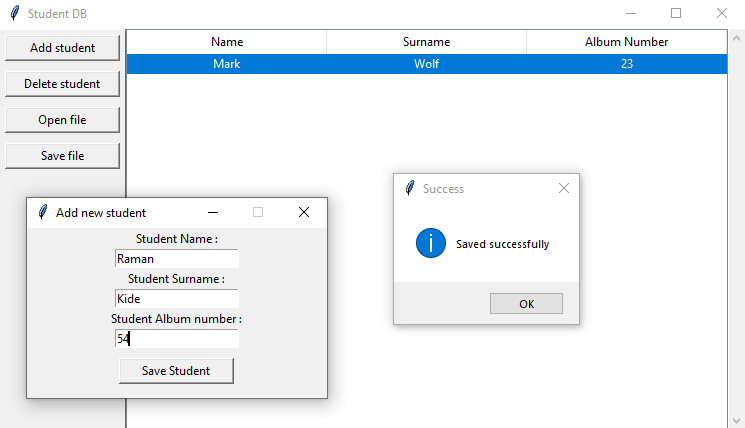 Student DB
Add student
Delete student
Open file
Save file
Name Surname Album Number
Mark Wolf 23
Add new student
Student Name :
Raman
Student Surname :
Kide
Student Album number :
54
Save Student
Success
i
Saved successfully
OK